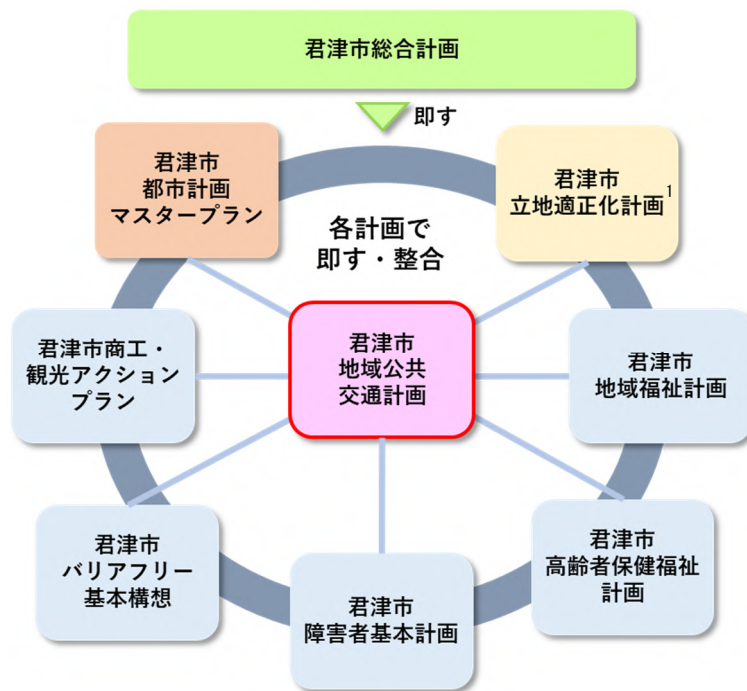 君津市総合計画
即す
君津市
都市計画
マスタープラン
君津市
立地適正化計画1
各計画で
即す・整合
君津市商工・
観光アクション
プラン
君津市
地域公共
交通計画
君津市
地域福祉計画
君津市
バリアフリー
基本構想
君津市
障害者基本計画
君津市
高齢者保健福祉
計画